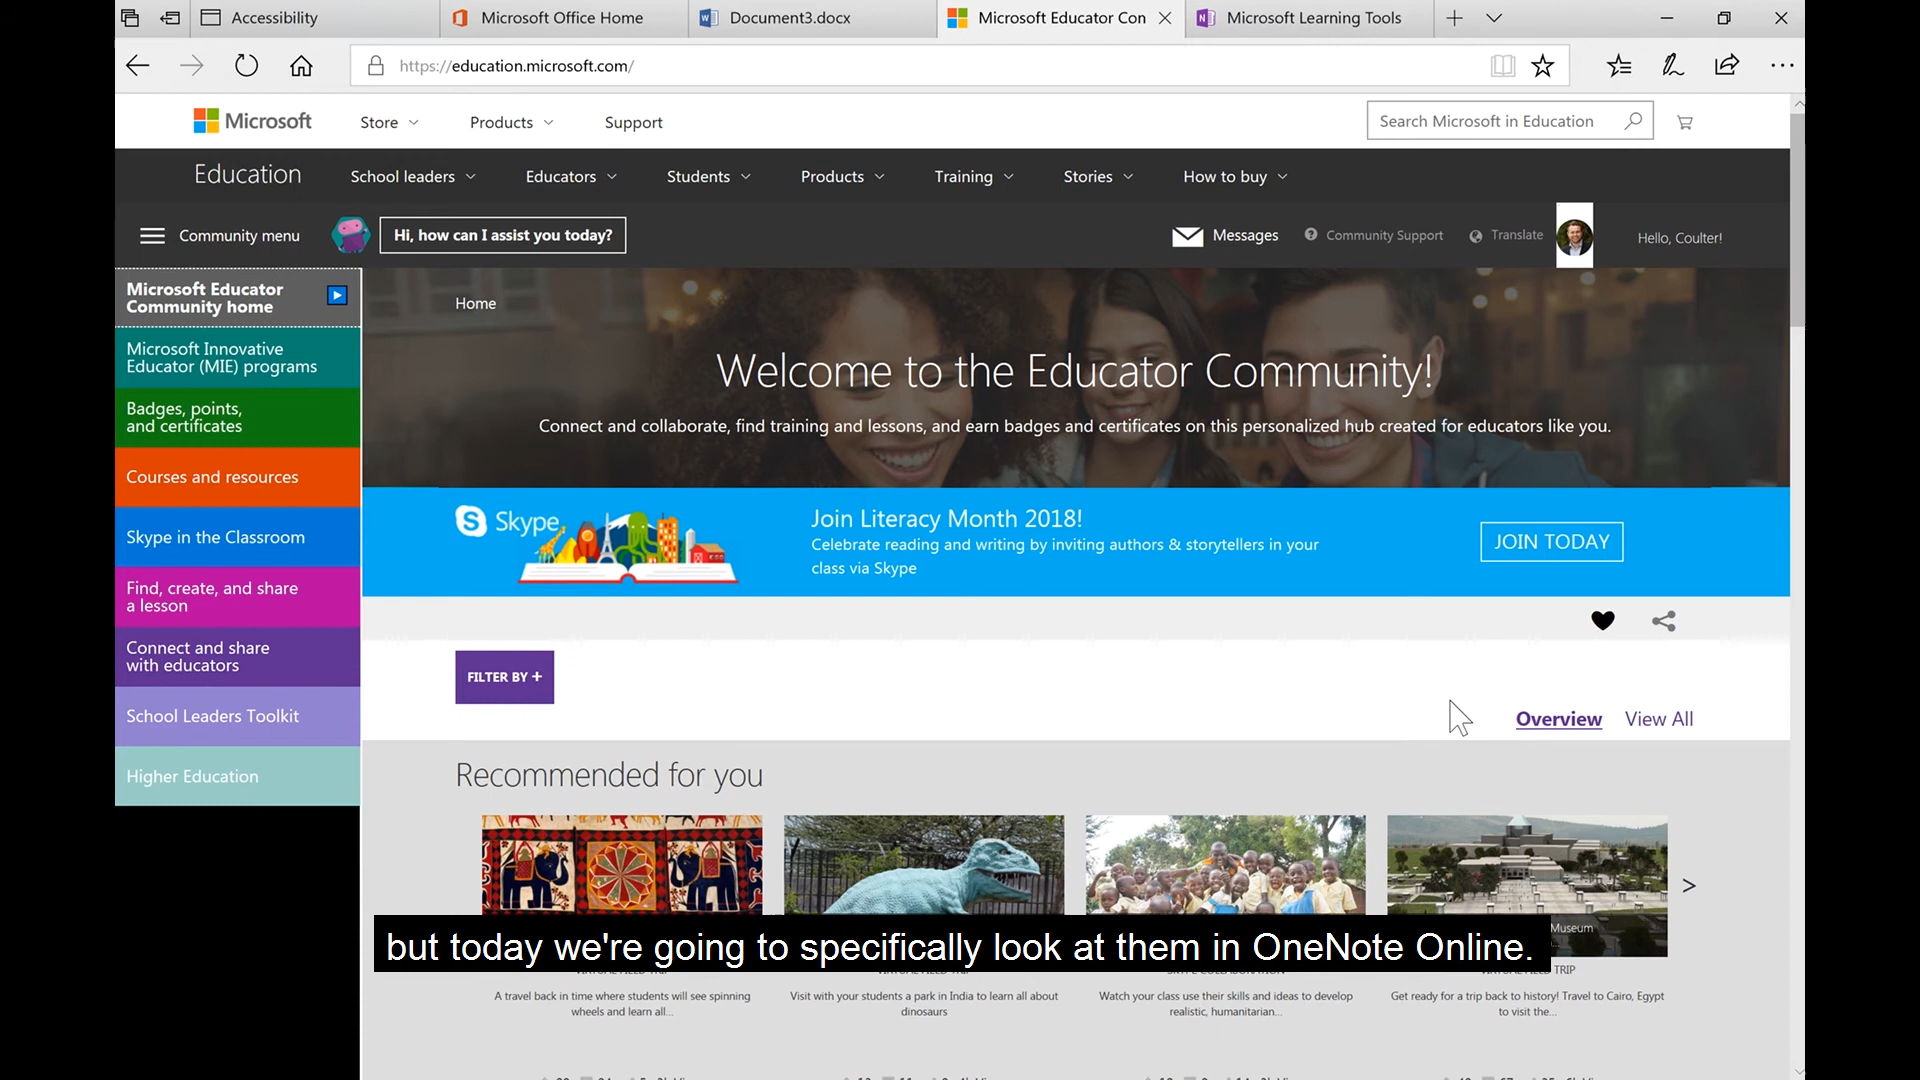 Accessibility
Microsoft Office Home
Document3.docx
Microsoft Educator Con
Microsoft Learning Tools
https://education.microsoft.com/
Microsoft
Store
Products
Support
Search Microsoft in Education
Education
School leaders
Educators
Students
Products
Training
Stories
How to buy
Community menu
Hi, how can I assist you today?
Messages
Community Support
Translate
Hello, Coulter!
Microsoft Educator
Community home
Microsoft Innovative
Educator (MIE) programs
Badges, points,
and certificates
Courses and resources
Skype in the Classroom
Find, create, and share
a lesson
Connect and share
with educators
School Leaders Toolkit
Higher Education
Home
Welcome to the Educator Community!
Connect and collaborate, find training and lessons, and earn badges and certificates on this personalized hub created for educators like you.
Skype
Join Literacy Month 2018!
Celebrate reading and writing by inviting authors & storytellers in your
class via Skype
JOIN TODAY
FILTER BY +
Overview
View All
Recommended for you
Museum
but today we're going to specifically look at them in OneNote Online.
A travel back in time where students will see spinning
wheels and learn all...
Visit with your students a park in India to learn all about
dinosaurs
Watch your class use their skills and ideas to develop
realistic, humanitarian...
TRIP
Get ready for a trip back to history! Travel to Cairo, Egypt
to visit the...